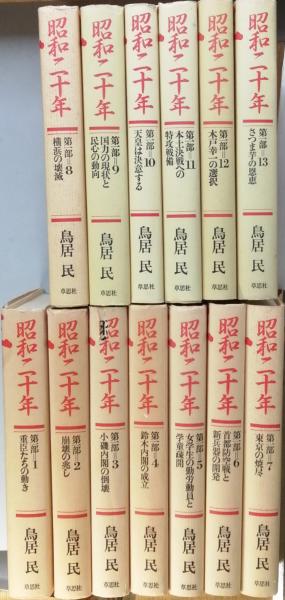 昭和二十年
第一部=8
横浜の壊滅
鳥居民
草思社
昭和二十年
第一部=9
国力の現状と
民心の動向
鳥居民
草思社
昭和二十年
第一部=10
天皇は決意する
鳥居民
草思社
昭和二十年
第一部=11
本土決戦への
特攻戦備
鳥居民
草思社
昭和二十年
第一部=12
木戸幸一の選択
鳥居民
草思社
昭和二十年
第一部=13
さつま芋の恩恵
鳥居民
草思社
昭和二十年
第一部=1
重臣たちの動き
鳥居民
草思社
昭和二十年
第一部=2
崩壊の兆し
鳥居民
草思社
昭和二十年
第一部=3
小磯内閣の倒壊
鳥居民
草思社
昭和二十年
第一部=4
鈴木内閣の成立
鳥居民
草思社
昭和二十年
第一部=5
女学生の勤労動員と
学童疎開
鳥居民
草思社
昭和二十年
第一部=6
首都防空戦と
新兵器の開発
鳥居民
草思社
昭和二十年
第一部=7
東京の焼尽
鳥居民
草思社